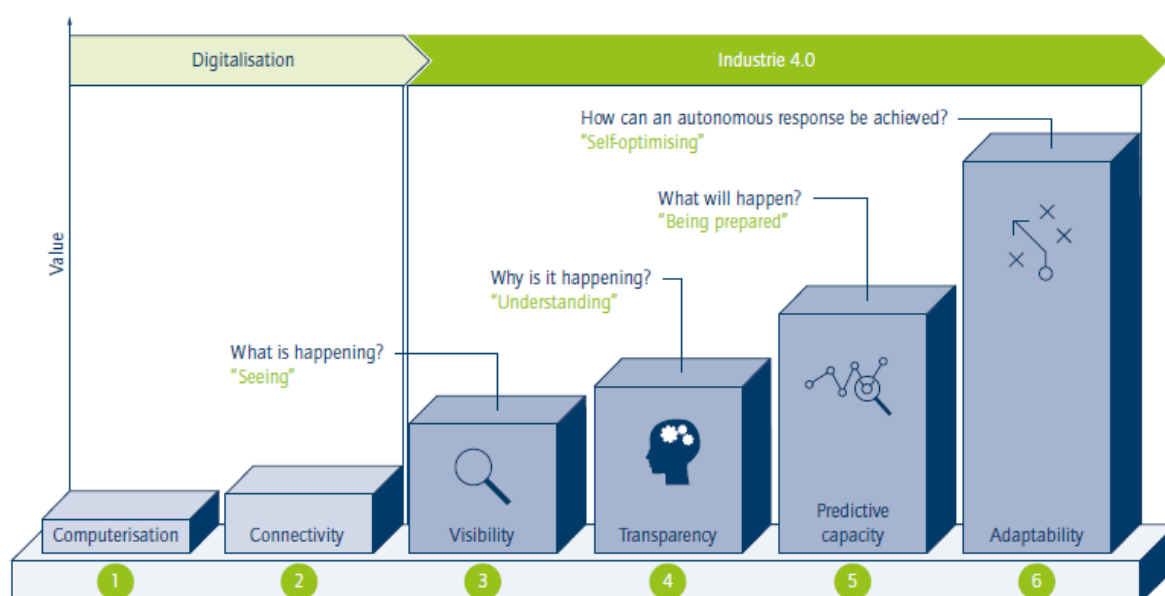 Digitalisation
Industrie 4.0
Value
How can an autonomous response be achieved?
"Self-optimising"
What will happen?
"Being prepared"
Why is it happening?
"Understanding"
What is happening?
"Seeing"
Computerisation
Connectivity
Visibility
Transparency
Predictive
capacity
Adaptability
1
2
3
4
5
6